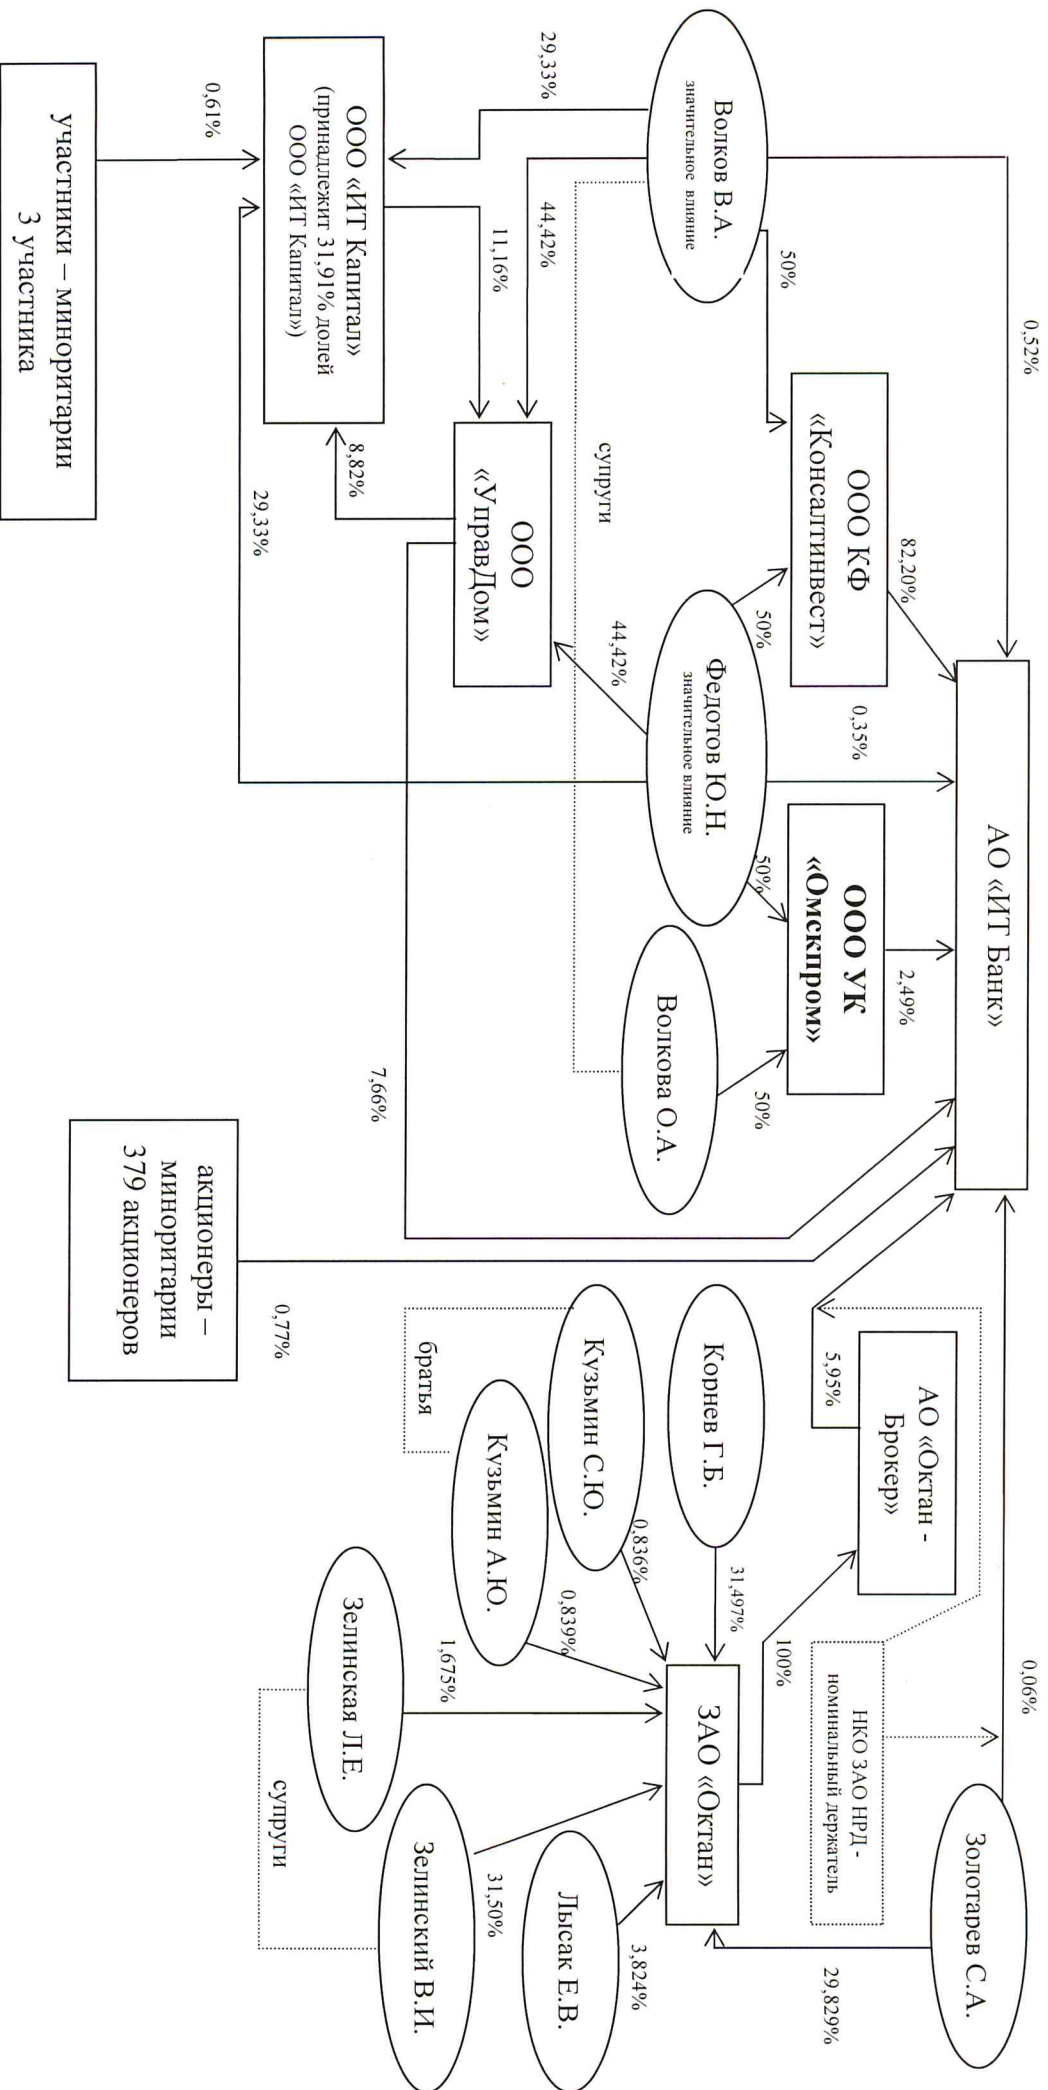 АО «ИТ Банк»
0,52%
82,20%
0,35%
2,49%
0,06%
Волков В.А.
значительное влияние
50%
ООО КФ
«Консалтинвест»
50%
Федотов Ю.Н.
значительное влияние
50%
ООО УК
«Омскпром»
50%
Волкова О.А.
супруги
29,33%
44,42%
44,42%
11,16%
ООО
«УправДом»
8,82%
7,66%
ООО «ИТ Капитал»
(принадлежит 31,91% долей
ООО «ИТ Капитал»)
29,33%
0,61%
участники – миноритарии
3 участника
акционеры –
миноритарии
379 акционеров
0,77%
5,95%
АО «Октан -
Брокер»
НКО ЗАО НРД-
номинальный держатель
Золотарев С.А.
29,829%
100%
ЗАО «Октан»
Корнев Г.Б.
31,497%
Кузьмин С.Ю.
0,836%
братья
Кузьмин А.Ю.
0,839%
Зелинская Л.Е.
1,675%
супруги
Зелинский В.И.
31,50%
Лысак Е.В.
3,824%